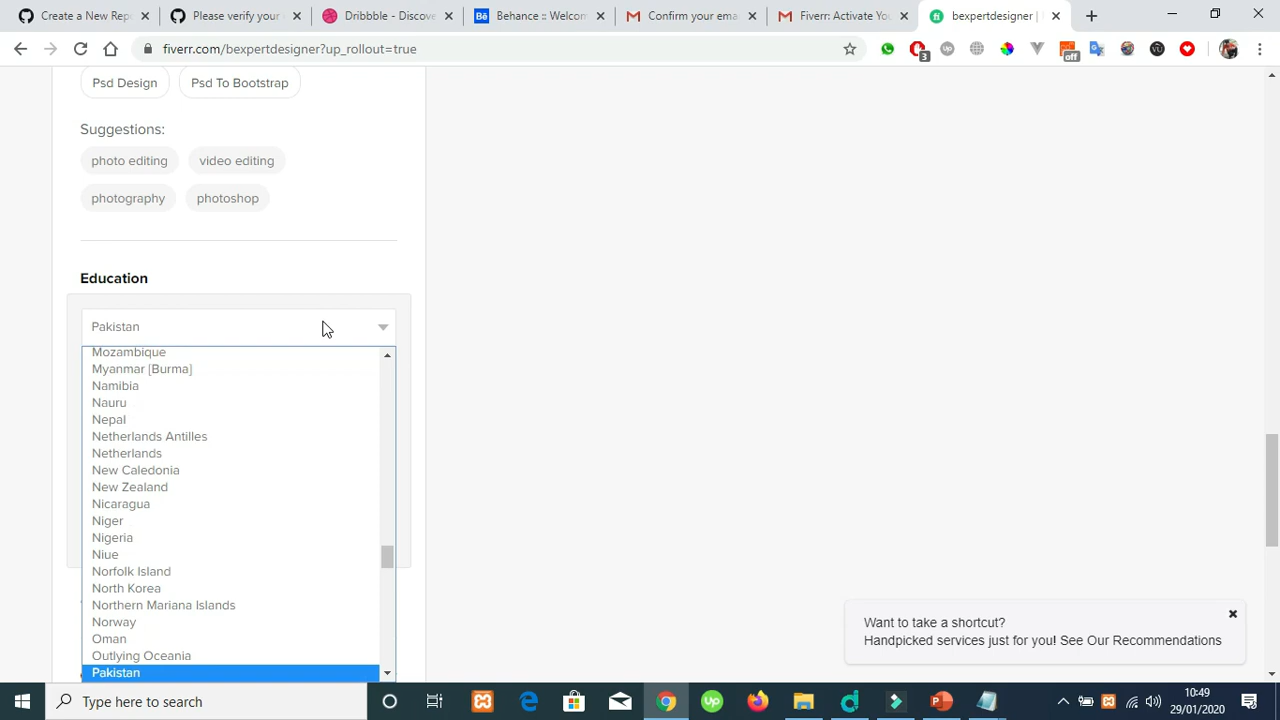 Create a New Rep
Please verify your
Dribbble - Discove
Behance :: Welcom
Confirm your ema
Fiverr: Activate You
bexpertdesigner |
fiverr.com/bexpertdesigner?up_rollout=true
Psd Design
Psd To Bootstrap
Suggestions:
photo editing
video editing
photography
photoshop
Education
Pakistan
Mozambique
Myanmar [Burma]
Namibia
Nauru
Nepal
Netherlands Antilles
Netherlands
New Caledonia
New Zealand
Nicaragua
Niger
Nigeria
Niue
Norfolk Island
North Korea
Northern Mariana Islands
Norway
Oman
Outlying Oceania
Pakistan
Want to take a shortcut?
Handpicked services just for you! See Our Recommendations
Type here to search
10:49
29/01/2020